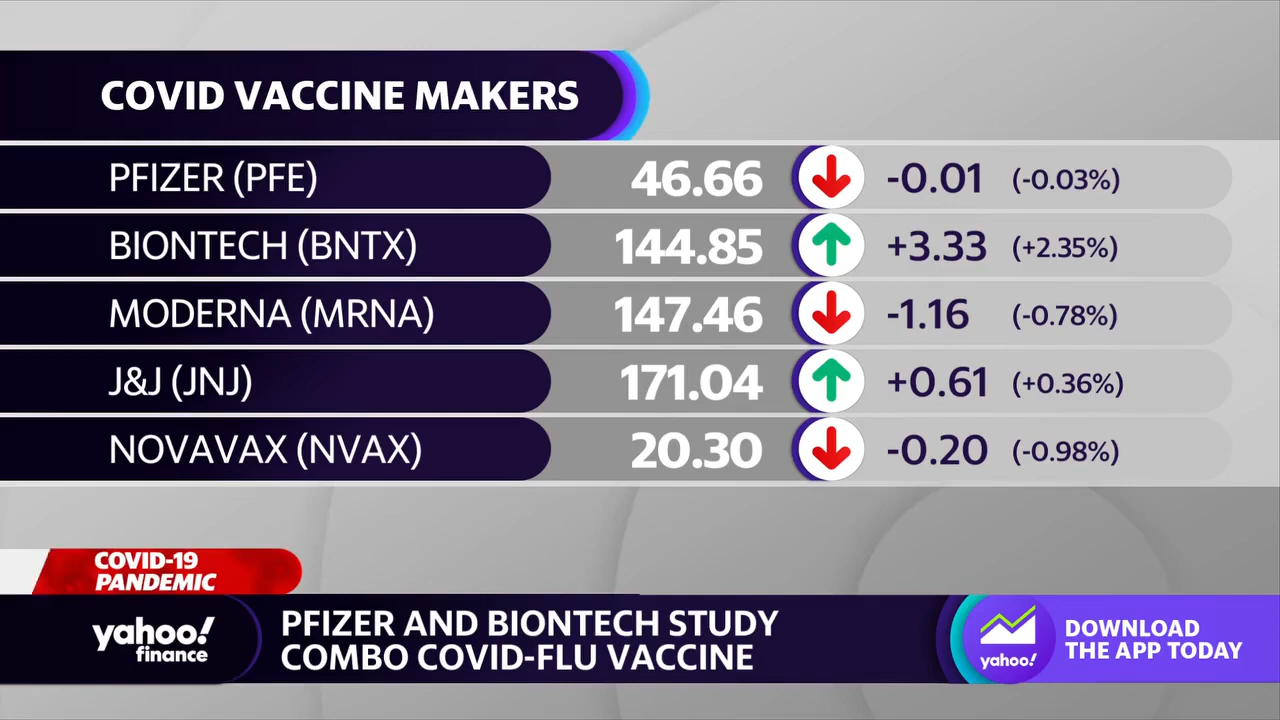 COVID VACCINE MAKERS
PFIZER (PFE) 46.66 -0.01 (-0.03%)
BIONTECH (BNTX) 144.85 +3.33 (+2.35%)
MODERNA (MRNA) 147.46 -1.16 (-0.78%)
J&J (JNJ) 171.04 +0.61 (+0.36%)
NOVAVAX (NVAX) 20.30 -0.20 (-0.98%)
COVID-19
PANDEMIC
yahoo!
finance
PFIZER AND BIONTECH STUDY
COMBO COVID-FLU VACCINE
yahoo!
DOWNLOAD
THE APP TODAY